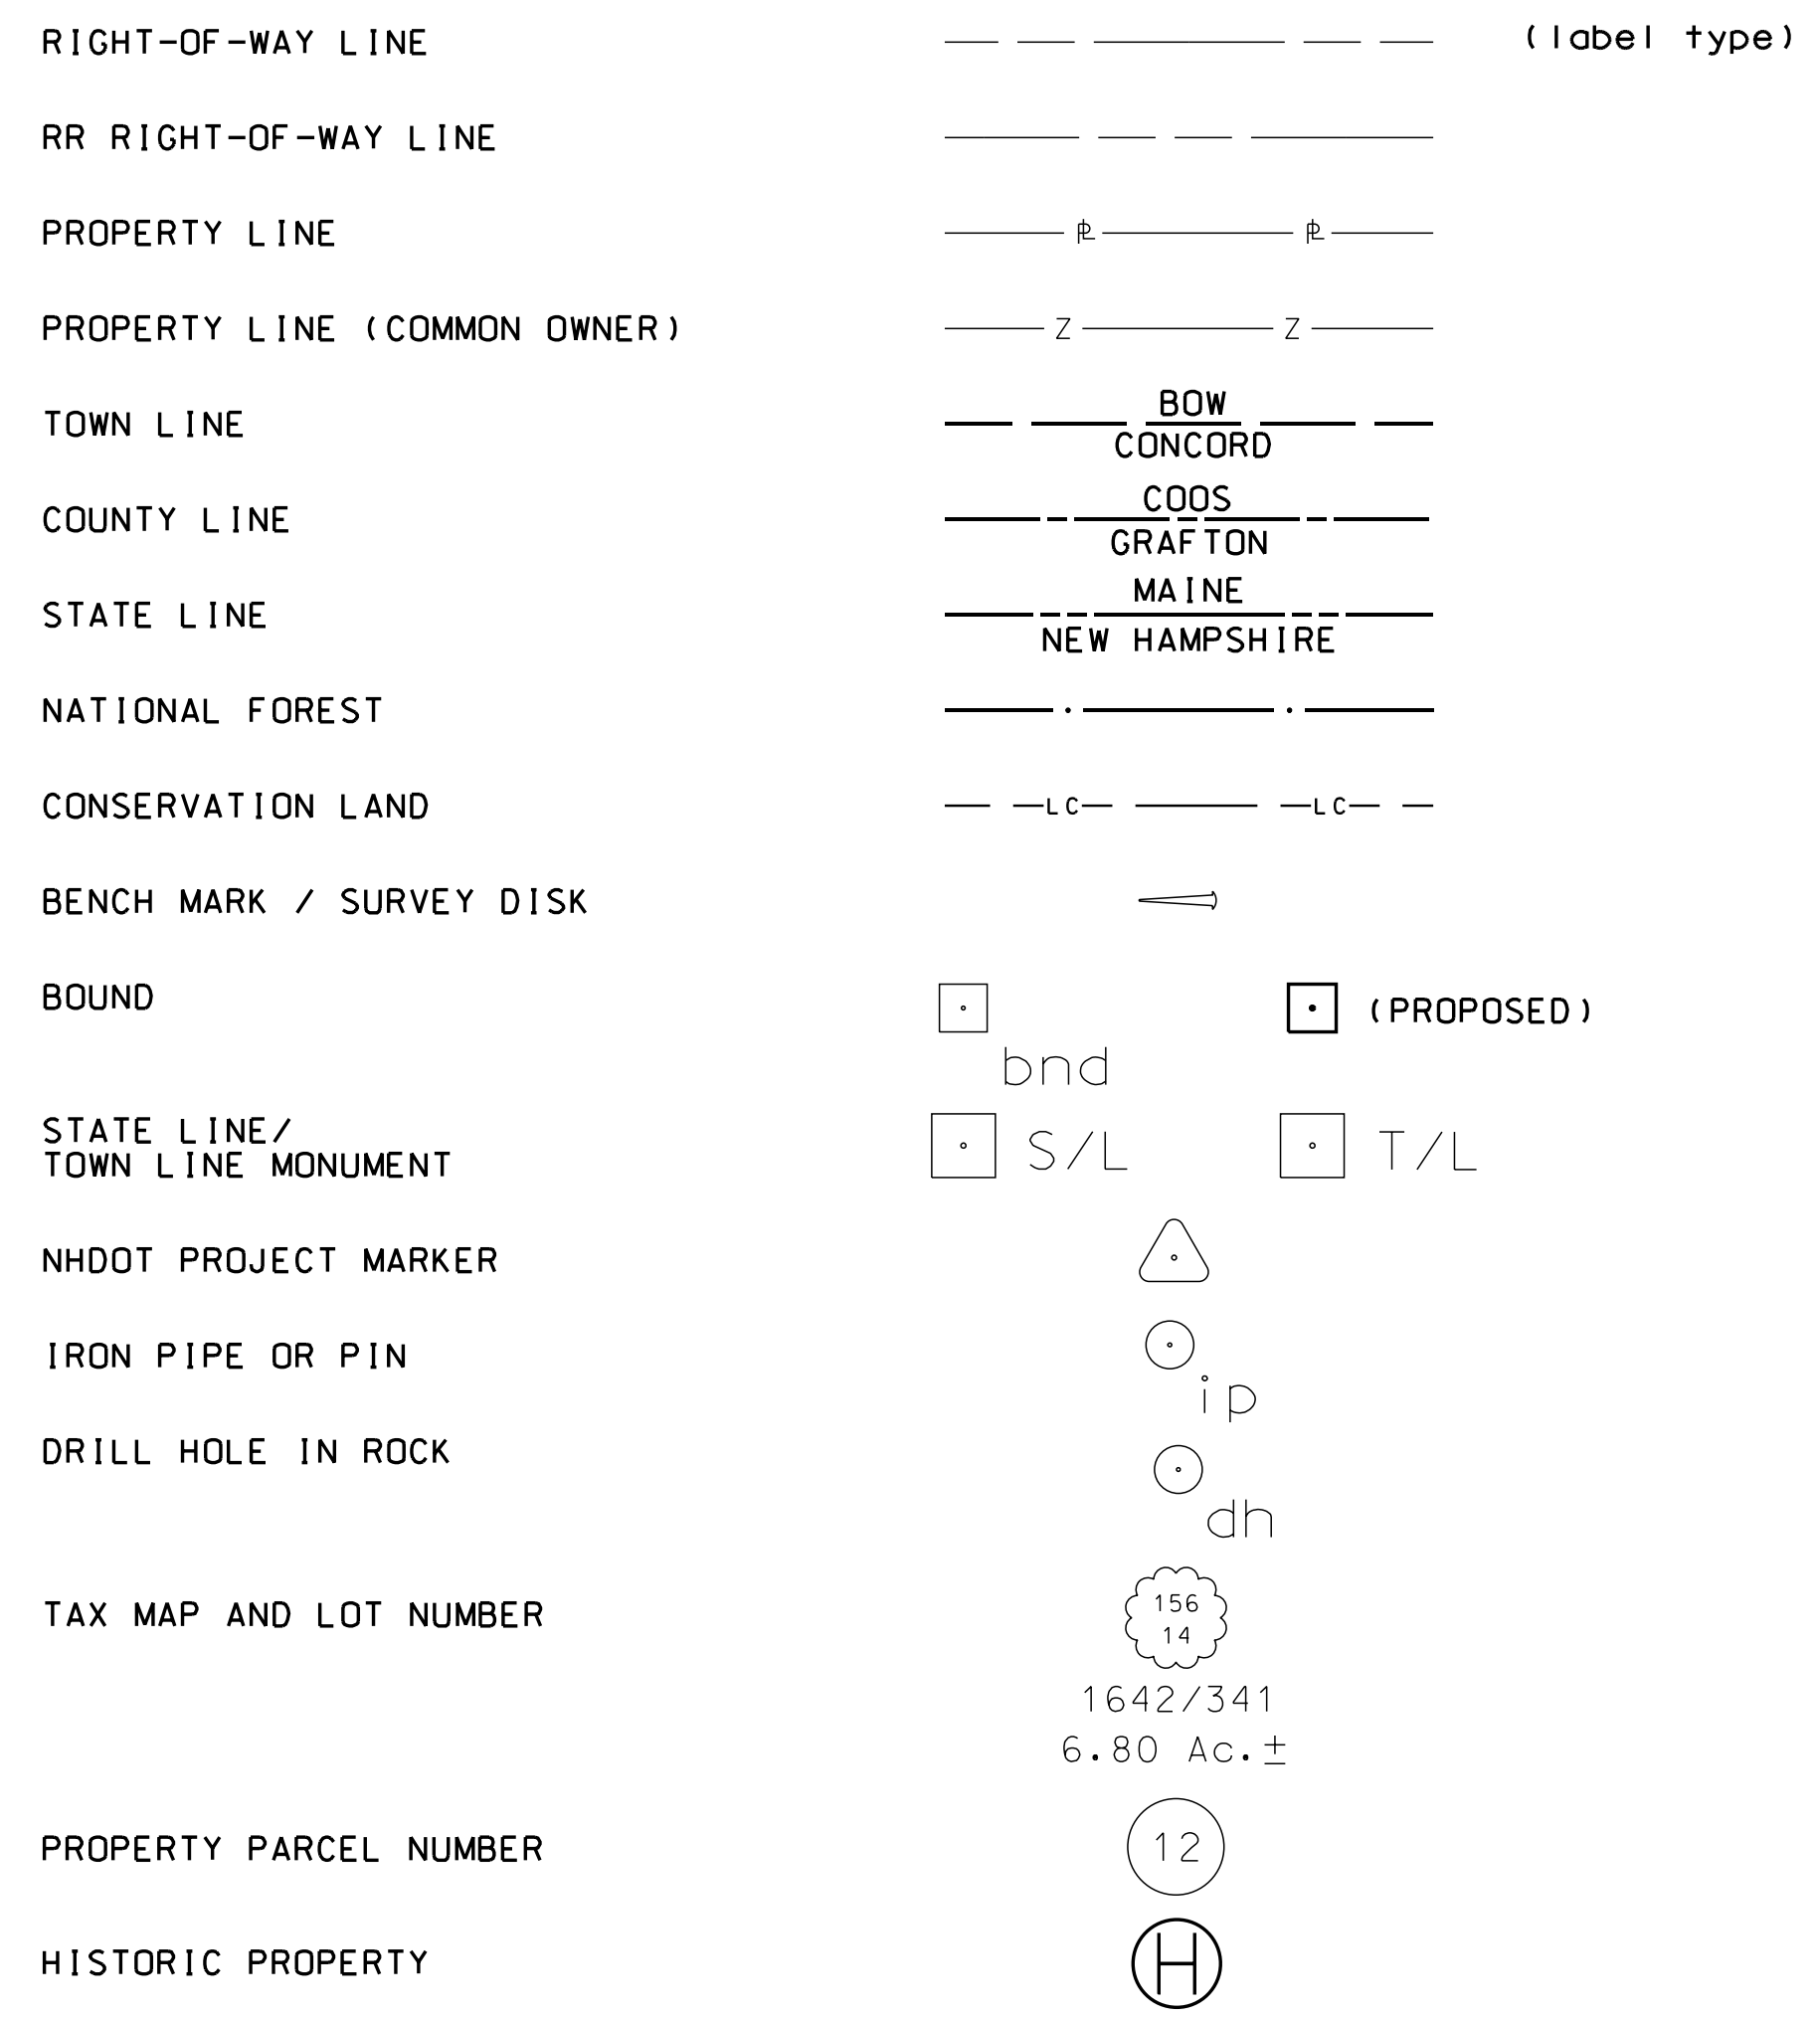 RIGHT-OF-WAY LINE (label type)
RR RIGHT-OF-WAY LINE
PROPERTY LINE PL PL
PROPERTY LINE (COMMON OWNER) Z Z
BOW
TOWN LINE
CONCORD
COOS
COUNTY LINE
GRAFTON
MAINE
STATE LINE
NEW HAMPSHIRE
NATIONAL FOREST
CONSERVATION LAND LC LC
BENCH MARK / SURVEY DISK
BOUND (PROPOSED)
bnd
STATE LINE/
TOWN LINE MONUMENT S/L T/L
NHDOT PROJECT MARKER
IRON PIPE OR PIN
ip
DRILL HOLE IN ROCK
dh
TAX MAP AND LOT NUMBER 156
14
1642/341
6.80 Ac.±
PROPERTY PARCEL NUMBER 12
HISTORIC PROPERTY H